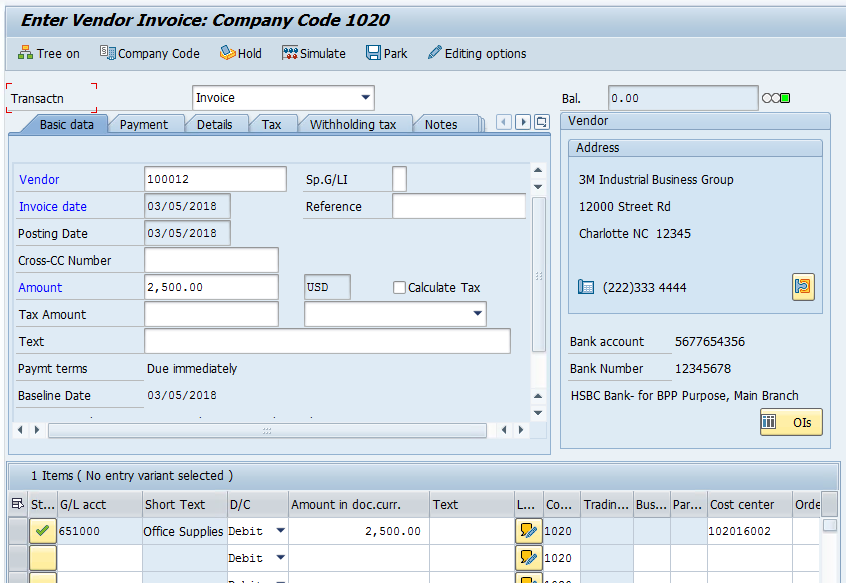 Enter Vendor Invoice: Company Code 1020
Tree on Company Code Hold Simulate Park Editing options
Transactn Invoice Bal. 0.00
Basic data Payment Details Tax Withholding tax Notes
Vendor
Address
3M Industrial Business Group
12000 Street Rd
Charlotte NC 12345
(222)333 4444
Bank account 5677654356
Bank Number 12345678
HSBC Bank- for BPP Purpose, Main Branch
OIs
Vendor 100012 Sp.G/LI
Invoice date 03/05/2018 Reference
Posting Date 03/05/2018
Cross-CC Number
Amount 2,500.00 USD Calculate Tax
Tax Amount
Text
Paymt terms Due immediately
Baseline Date 03/05/2018
1 Items ( No entry variant selected )
St... G/L acct Short Text D/C Amount in doc.curr. Text L... Co... Tradin... Bus... Par... Cost center Orde
651000 Office Supplies Debit 2,500.00 1020 102016002
Debit 1020